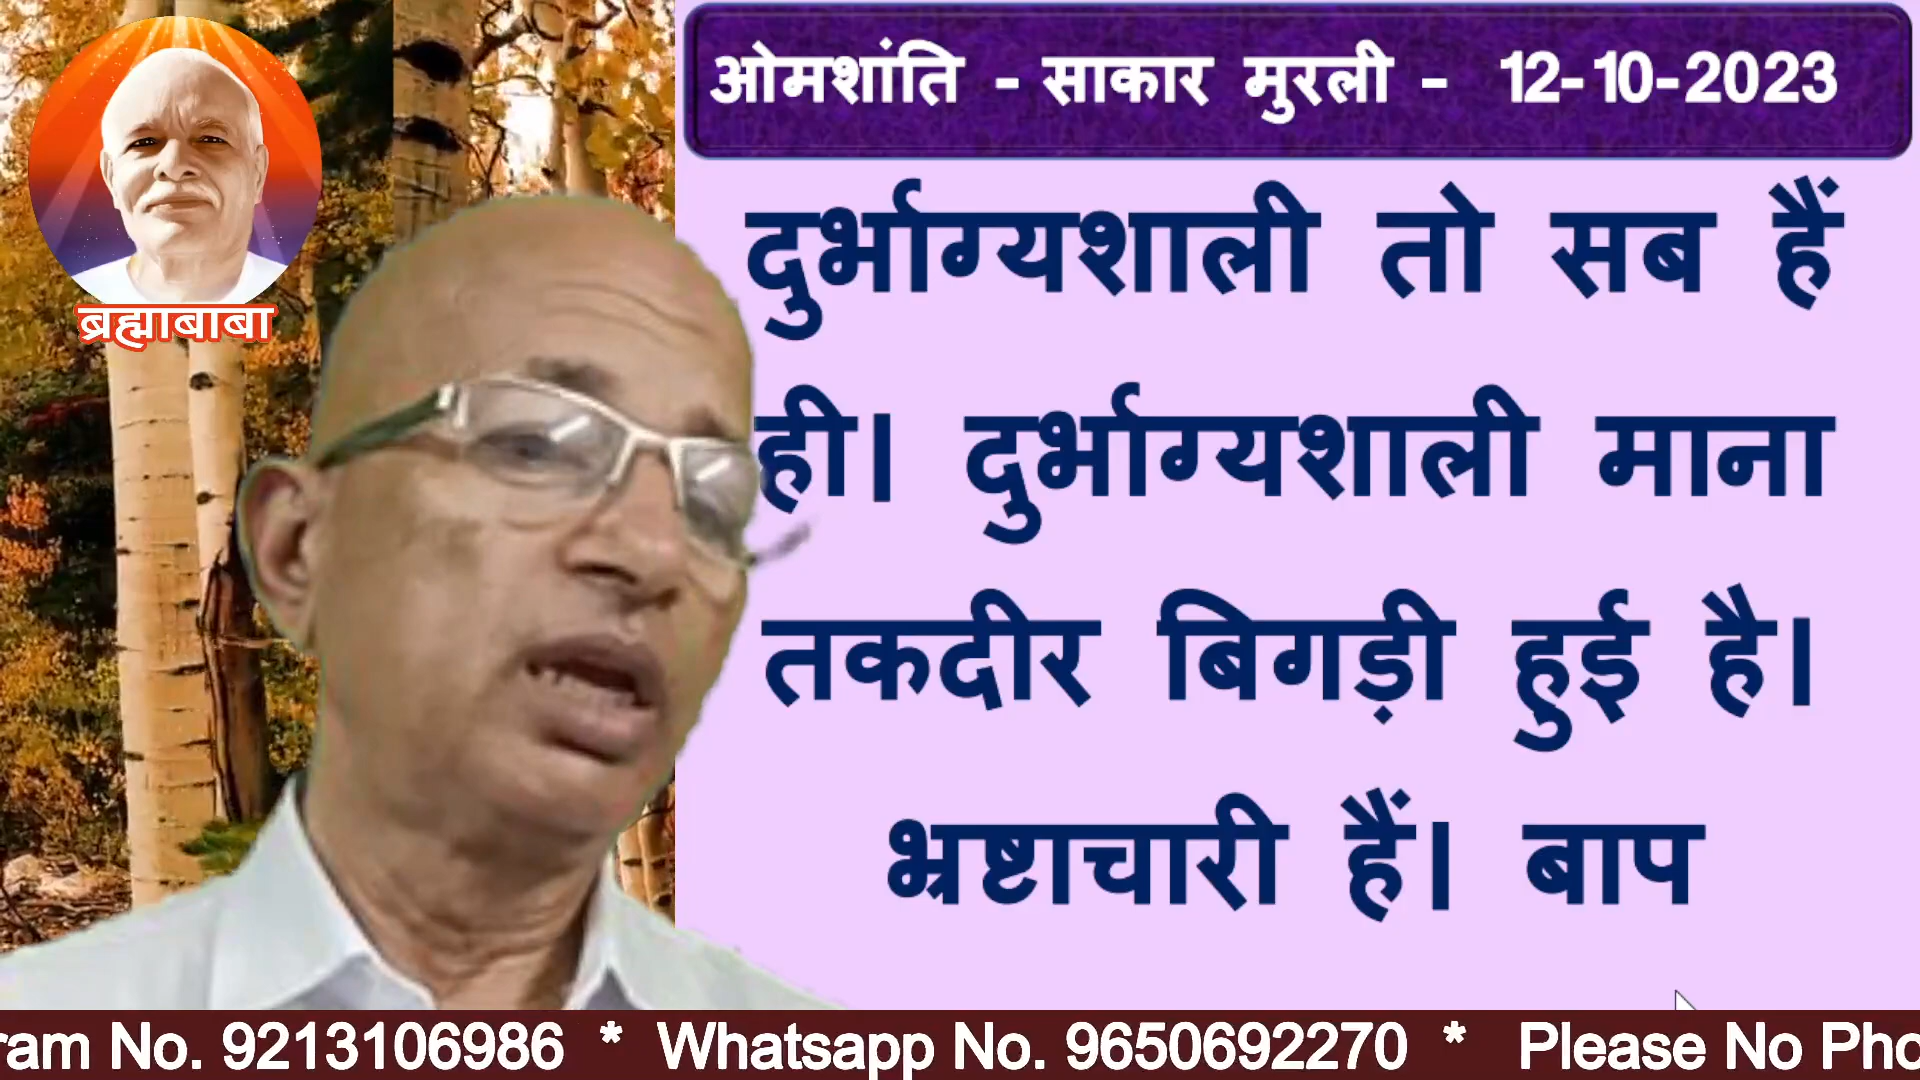 ओमशांति - साकार मुरली - 12-10-2023
ब्रह्माबाबा
दुर्भाग्यशाली तो सब हैं
ही। दुर्भाग्यशाली माना
तकदीर बिगड़ी हुई है।
भ्रष्टाचारी हैं। बाप
ram No. 9213106986 * Whatsapp No. 9650692270 * Please No Pho